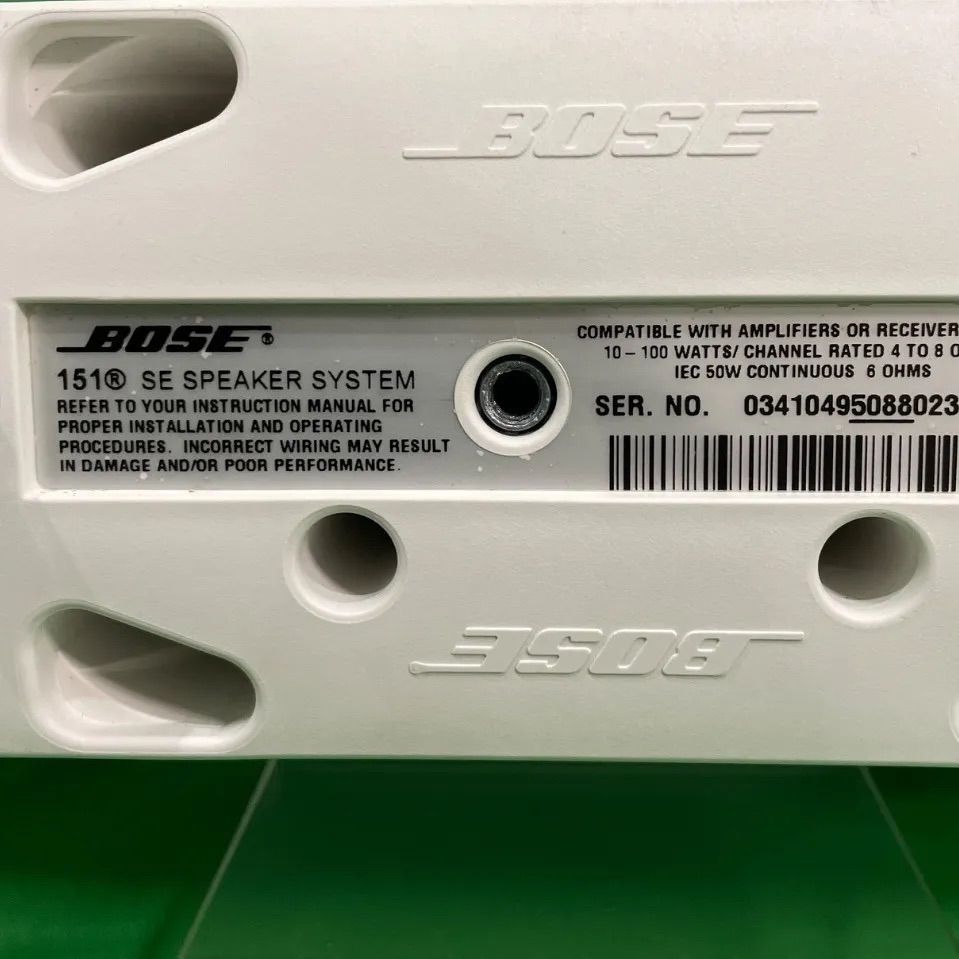 BOSE
BOSE®
151® SE SPEAKER SYSTEM
REFER TO YOUR INSTRUCTION MANUAL FOR
PROPER INSTALLATION AND OPERATING
PROCEDURES. INCORRECT WIRING MAY RESULT
IN DAMAGE AND/OR POOR PERFORMANCE.
COMPATIBLE WITH AMPLIFIERS OR RECEIVER
10 – 100 WATTS/ CHANNEL RATED 4 TO 8 O
IEC 50W CONTINUOUS 6 OHMS
SER. NO. 03410495088023
BOSE